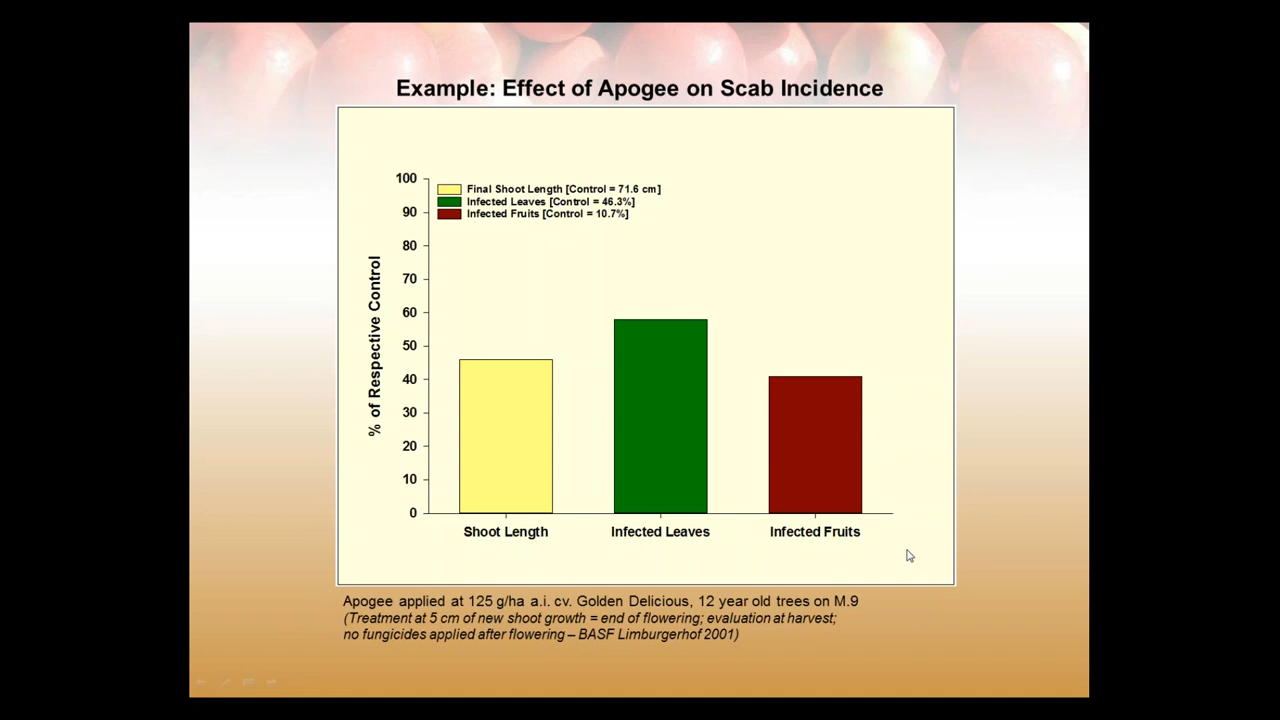 Example: Effect of Apogee on Scab Incidence
Final Shoot Length [Control = 71.6 cm]
Infected Leaves [Control = 46.3%]
Infected Fruits [Control = 10.7%]
% of Respective Control
100
90
80
70
60
50
40
30
20
10
0
Shoot Length Infected Leaves Infected Fruits
Apogee applied at 125 g/ha a.i. cv. Golden Delicious, 12 year old trees on M.9
(Treatment at 5 cm of new shoot growth = end of flowering; evaluation at harvest;
no fungicides applied after flowering – BASF Limburgerhof 2001)